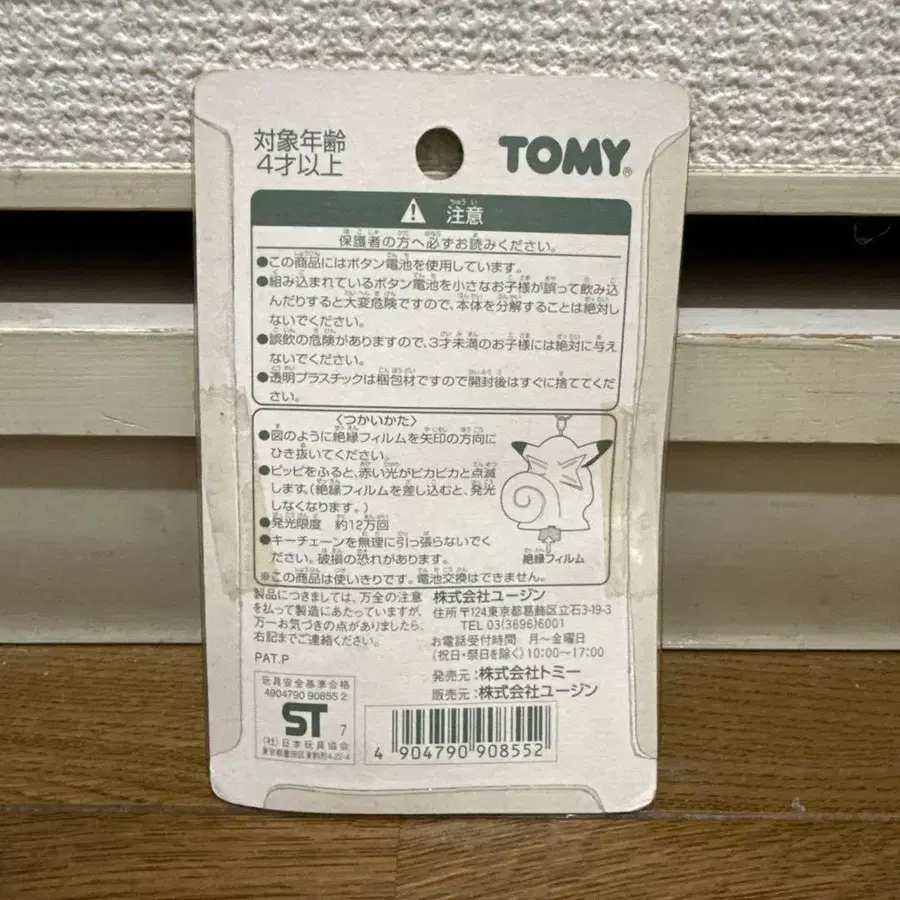 対象年齢
4才以上
TOMY®
注意
保護者の方へ必ずお読みください。
●この商品にはボタン電池を使用しています。
●組み込まれているボタン電池を小さなお子様が誤って飲み込
んだりすると大変危険ですので、本体を分解することは絶対し
ないでください。
●誤飲の危険がありますので、3才未満のお子様には絶対に与え
ないでください。
●透明プラスチックは梱包材ですので開封後はすぐに捨ててくだ
さい。
〈つかいかた〉
●図のように絶縁フィルムを矢印の方向に
ひき抜いてください。
●ピッピをふると、赤い光がピカピカと点滅
します。(絶縁フィルムを差し込むと、発光
しなくなります。)
●発光限度 約12万回
●キーチェーンを無理に引っ張らないでく
ださい。破損の恐れがあります。
絶縁フィルム
※この商品は使いきりです。電池交換はできません。
製品につきましては、万全の注意
を払って製造にあたっていますが、
万一お気づきの点がありましたら、
右記までご連絡ください。
PAT.P
株式会社ユージン
住所 〒124東京都葛飾区立石3-19-3
TEL 03(3696)6001
お電話受付時間 月〜金曜日
(祝日・祭日を除く)10:00〜17:00
発売元:株式会社トミー
販売元:株式会社ユージン
玩具安全基準合格
4904790 90855 2
ST 7
(社)日本玩具協会
東京都墨田区東駒形4-22-4
4 904790 908552